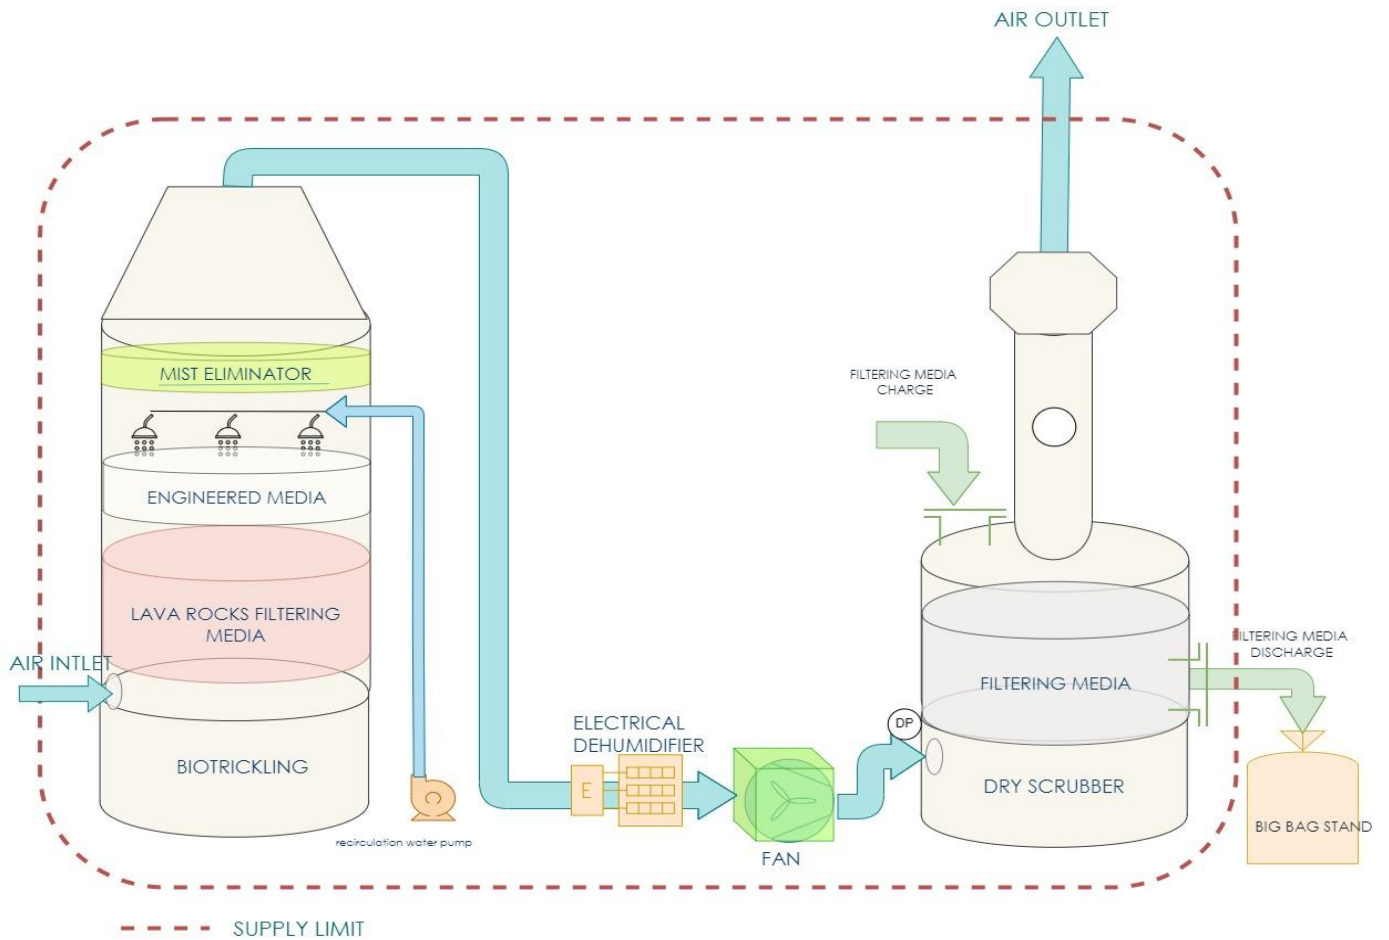 AIR OUTLET
MIST ELIMINATOR
FILTERING MEDIA
CHARGE
ENGINEERED MEDIA
LAVA ROCKS FILTERING
MEDIA
AIR INTLET
FILTERING MEDIA
DISCHARGE
FILTERING MEDIA
ELECTRICAL
DEHUMIDIFIER
DP
BIOTRICKLING
E
C
DRY SCRUBBER
BIG BAG STAND
recirculation water pump
FAN
SUPPLY LIMIT